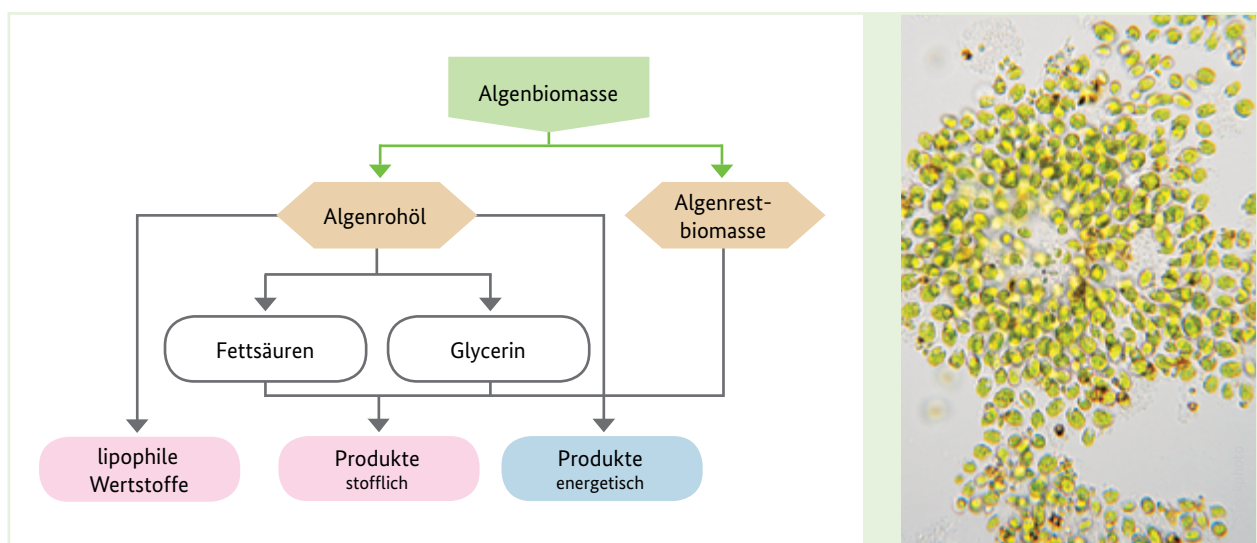 Algenbiomasse
Algenrohöl
Algenrest-
biomasse
Fettsäuren
Glycerin
lipophile
Wertstoffe
Produkte
stofflich
Produkte
energetisch